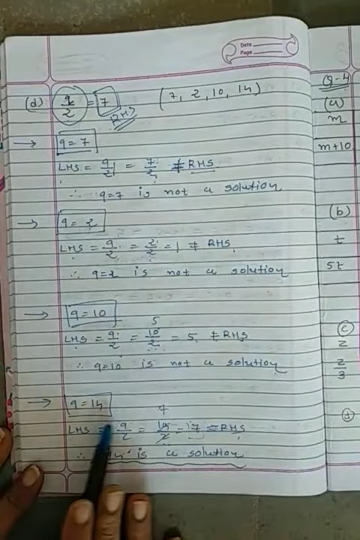 Date
Page
(d) q/2 = 7 (7, 2, 10, 14)
RHS
→ q = 7
LHS = q/2 = 7/2 ≠ RHS
∴ q=7 is not a solution
→ q = 2
LHS = q/2 = 2/2 = 1 ≠ RHS
∴ q=2 is not a solution
→ q = 10
5
LHS = q/2 = 10/2 = 5 ≠ RHS
∴ q=10 is not a solution
→ q = 14
LHS = q/2 = 14/2 = 7 = RHS
∴ is a solution
Q-4
(a)
m
m+10
(b)
t
5t
(c)
z
z/3